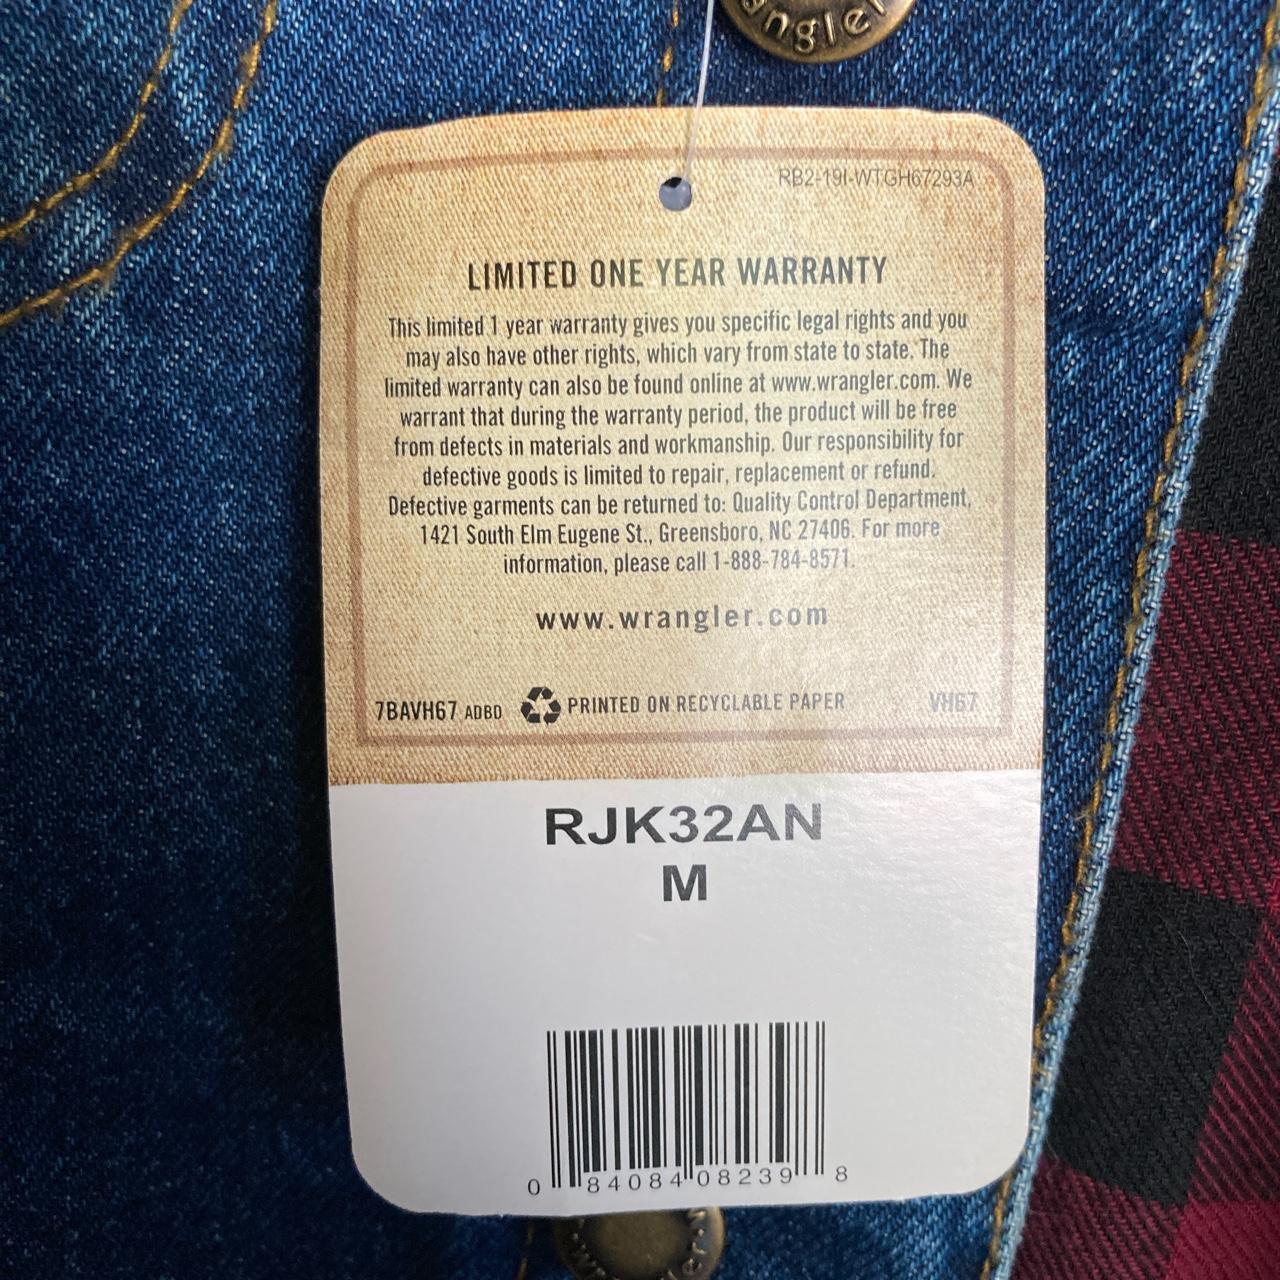 angler
RB2-19I-WTGH67293A
LIMITED ONE YEAR WARRANTY
This limited 1 year warranty gives you specific legal rights and you
may also have other rights, which vary from state to state. The
limited warranty can also be found online at www.wrangler.com. We
warrant that during the warranty period, the product will be free
from defects in materials and workmanship. Our responsibility for
defective goods is limited to repair, replacement or refund.
Defective garments can be returned to: Quality Control Department,
1421 South Elm Eugene St., Greensboro, NC 27406. For more
information, please call 1-888-784-8571.
www.wrangler.com
7BAVH67 ADBD PRINTED ON RECYCLABLE PAPER VH67
RJK32AN
M
0 84084 08239 8
Wrangler